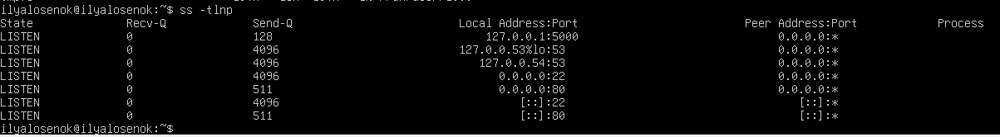 ilyalosenok@ilyalosenok:~$ ss -tlnp
State Recv-Q Send-Q Local Address:Port Peer Address:Port Process
LISTEN 0 128 127.0.0.1:5000 0.0.0.0:*
LISTEN 0 4096 127.0.0.53%lo:53 0.0.0.0:*
LISTEN 0 4096 127.0.0.54:53 0.0.0.0:*
LISTEN 0 4096 0.0.0.0:22 0.0.0.0:*
LISTEN 0 511 0.0.0.0:80 0.0.0.0:*
LISTEN 0 4096 [::]:22 [::]:*
LISTEN 0 511 [::]:80 [::]:*
ilyalosenok@ilyalosenok:~$